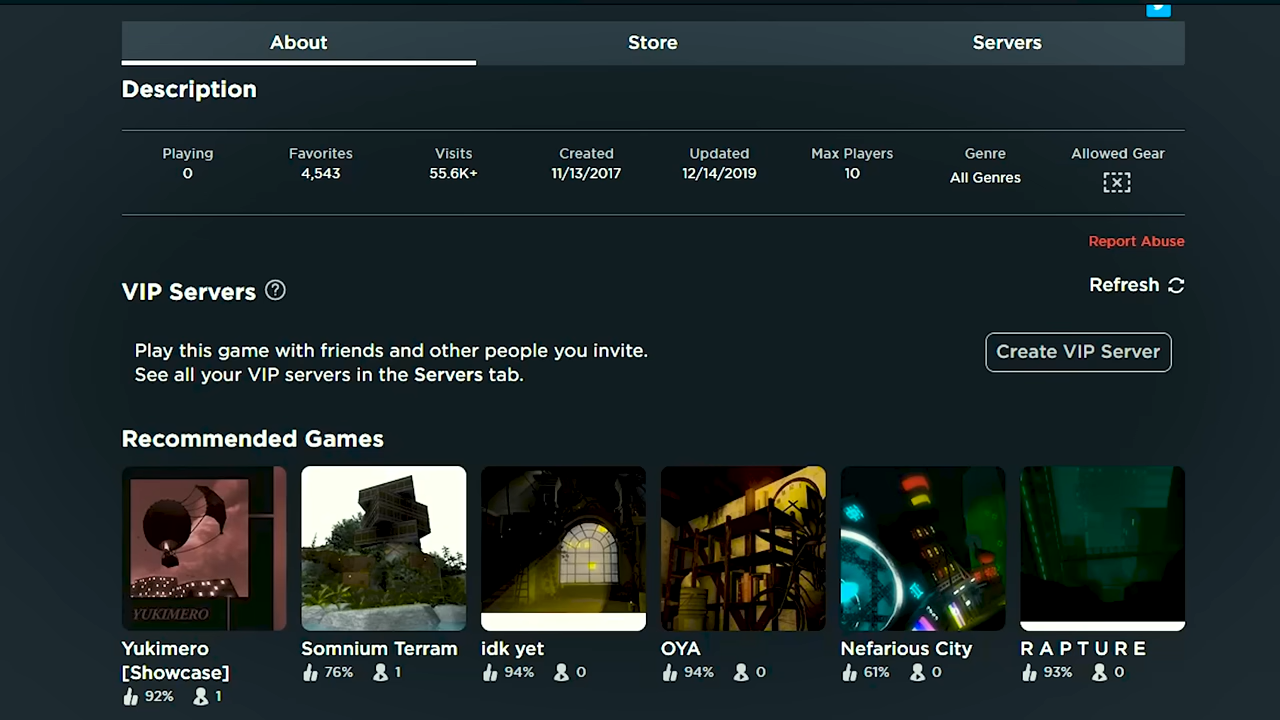 About Store Servers
Description
Playing Favorites Visits Created Updated Max Players Genre Allowed Gear
0 4,543 55.6K+ 11/13/2017 12/14/2019 10 All Genres
Report Abuse
VIP Servers
Refresh
Play this game with friends and other people you invite.
See all your VIP servers in the Servers tab.
Create VIP Server
Recommended Games
YUKIMERO
Yukimero Somnium Terram idk yet OYA Nefarious City R A P T U R E
[Showcase] 76% 1 94% 0 94% 0 61% 0 93% 0
92% 1